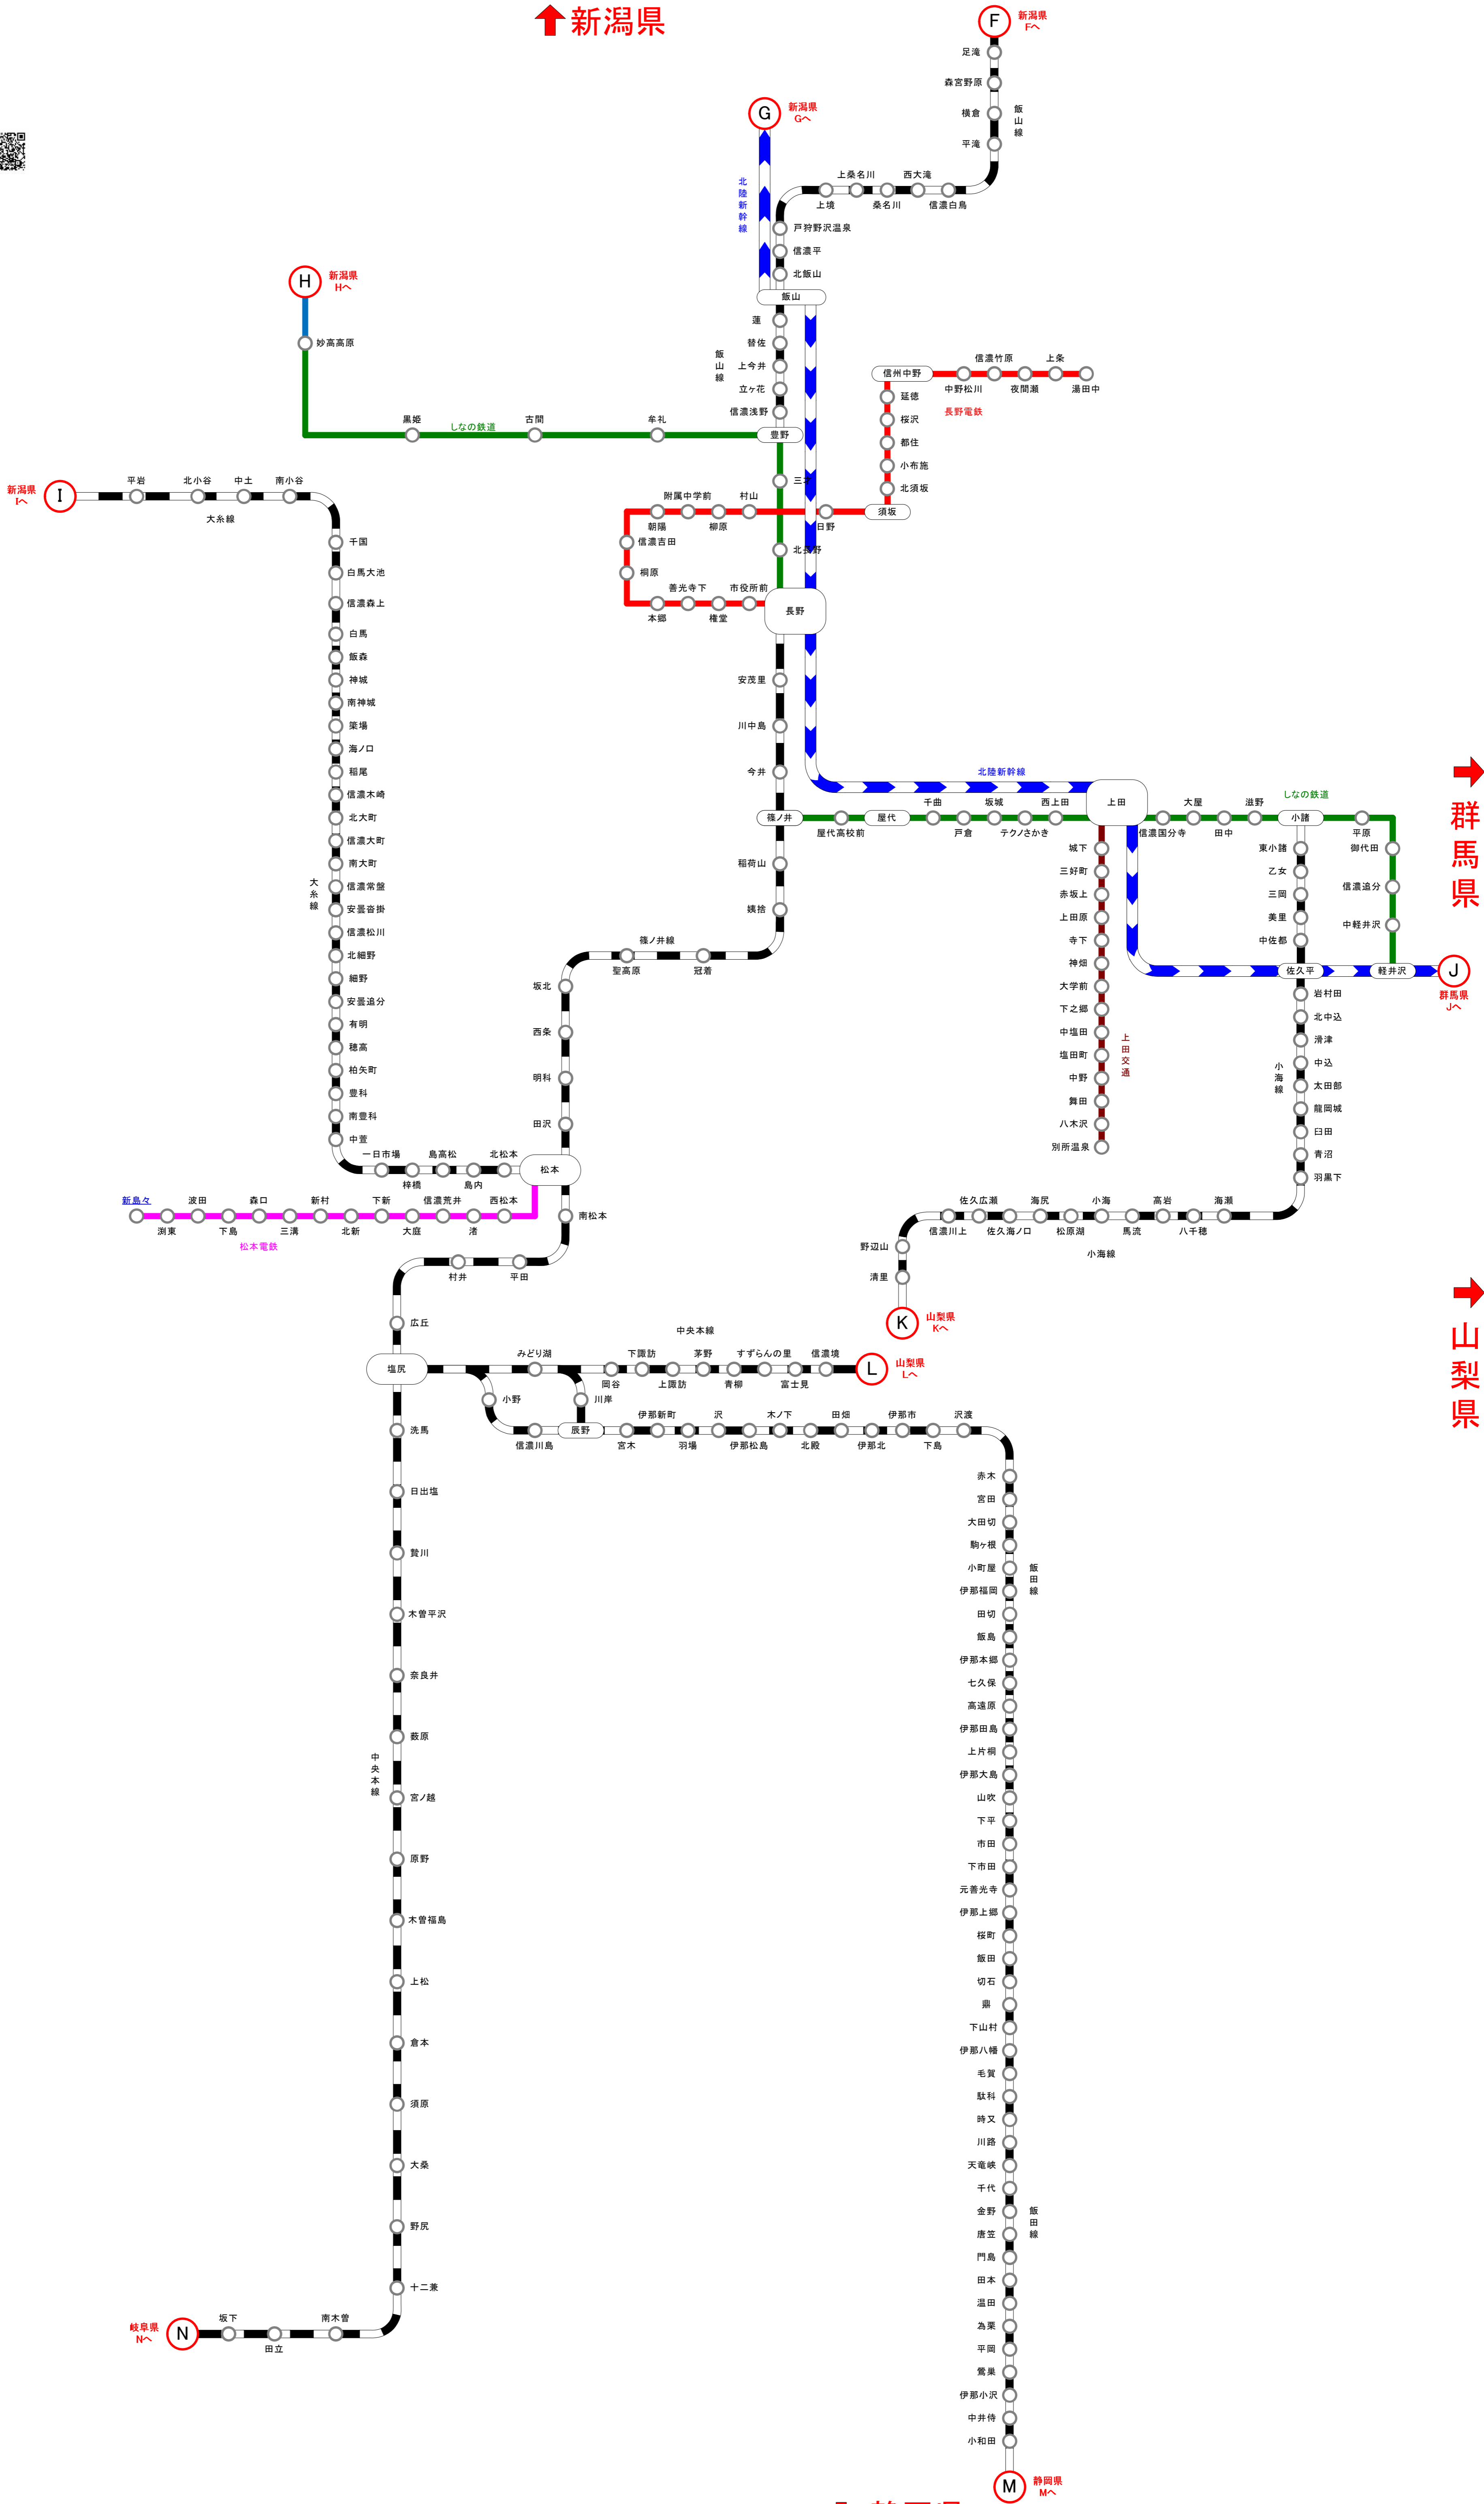 新潟県
F
新潟県
Fへ
足滝
森宮野原
横倉
平滝
飯山線
G
新潟県
Gへ
北陸新幹線
上桑名川
西大滝
上境
桑名川
信濃白鳥
戸狩野沢温泉
信濃平
北飯山
飯山
H
新潟県
Hへ
妙高高原
蓮
替佐
上今井
立ヶ花
信濃浅野
飯山線
豊野
黒姫
しなの鉄道
古間
牟礼
信州中野
信濃竹原
上条
中野松川
夜間瀬
湯田中
長野電鉄
延徳
桜沢
都住
小布施
北須坂
須坂
I
新潟県
Iへ
平岩
北小谷
中土
南小谷
大糸線
三才
附属中学前
村山
朝陽
柳原
日野
信濃吉田
北長野
桐原
善光寺下
市役所前
本郷
権堂
長野
千国
白馬大池
信濃森上
白馬
飯森
神城
南神城
簗場
海ノ口
稲尾
信濃木崎
北大町
信濃大町
南大町
信濃常盤
安曇沓掛
信濃松川
北細野
細野
安曇追分
有明
穂高
柏矢町
豊科
南豊科
中萱
大糸線
安茂里
川中島
今井
北陸新幹線
篠ノ井
屋代高校前
屋代
千曲
戸倉
坂城
テクノさかき
西上田
上田
信濃国分寺
大屋
田中
滋野
小諸
しなの鉄道
平原
御代田
信濃追分
中軽井沢
軽井沢
群馬県
J
群馬県
Jへ
稲荷山
姨捨
篠ノ井線
聖高原
冠着
坂北
西条
明科
田沢
城下
三好町
赤坂上
上田原
寺下
神畑
大学前
下之郷
中塩田
塩田町
中野
舞田
八木沢
別所温泉
上田交通
東小諸
乙女
三岡
美里
中佐都
佐久平
岩村田
北中込
滑津
中込
太田部
龍岡城
臼田
青沼
羽黒下
小海線
一日市場
島高松
北松本
梓橋
島内
松本
新島々
波田
森口
新村
下新
信濃荒井
西松本
渕東
下島
三溝
北新
大庭
渚
松本電鉄
南松本
村井
平田
広丘
塩尻
佐久広瀬
海尻
小海
高岩
海瀬
信濃川上
佐久海ノ口
松原湖
馬流
八千穂
小海線
野辺山
清里
K
山梨県
Kへ
山梨県
中央本線
みどり湖
下諏訪
茅野
すずらんの里
信濃境
岡谷
上諏訪
青柳
富士見
L
山梨県
Lへ
小野
川岸
信濃川島
辰野
伊那新町
沢
木ノ下
田畑
伊那市
沢渡
宮木
羽場
伊那松島
北殿
伊那北
下島
洗馬
日出塩
贄川
木曽平沢
奈良井
薮原
宮ノ越
原野
木曽福島
上松
倉本
須原
大桑
野尻
十二兼
中央本線
南木曽
坂下
田立
N
岐阜県
Nへ
赤木
宮田
大田切
駒ヶ根
小町屋
伊那福岡
田切
飯島
伊那本郷
七久保
高遠原
伊那田島
上片桐
伊那大島
山吹
下平
市田
下市田
元善光寺
伊那上郷
桜町
飯田
切石
鼎
下山村
伊那八幡
毛賀
駄科
時又
川路
天竜峡
千代
金野
唐笠
門島
田本
温田
為栗
平岡
鶯巣
伊那小沢
中井侍
小和田
飯田線
飯田線
M
静岡県
Mへ